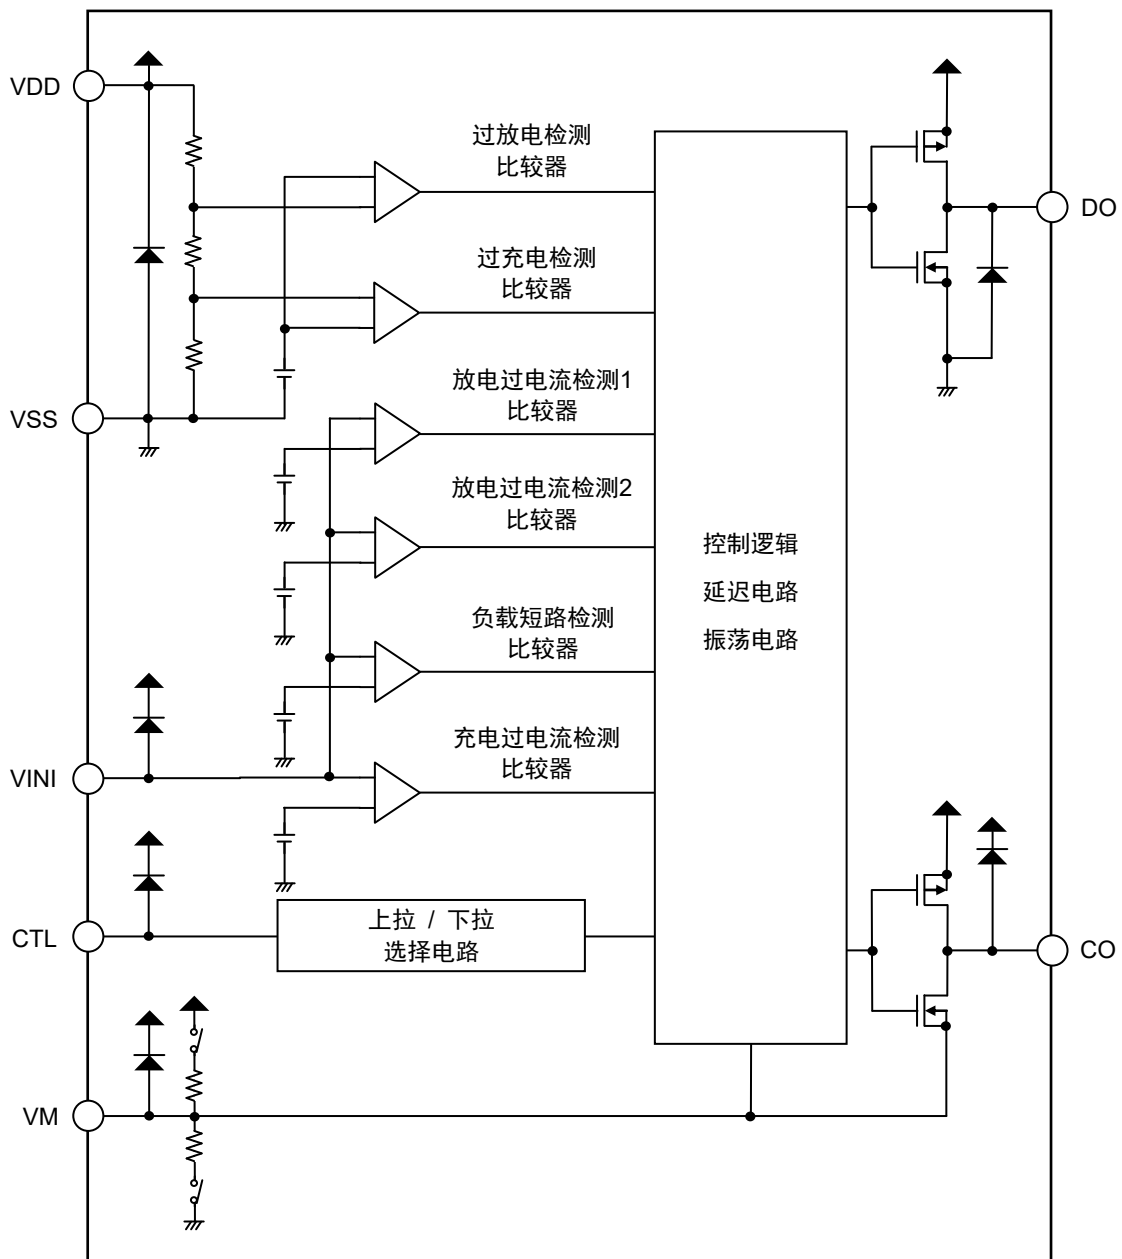 VDD
过放电检测
比较器
DO
过充电检测
比较器
放电过电流检测1
比较器
VSS
放电过电流检测2
比较器
控制逻辑
延迟电路
振荡电路
负载短路检测
比较器
充电过电流检测
比较器
VINI
CTL
上拉 / 下拉
选择电路
CO
VM